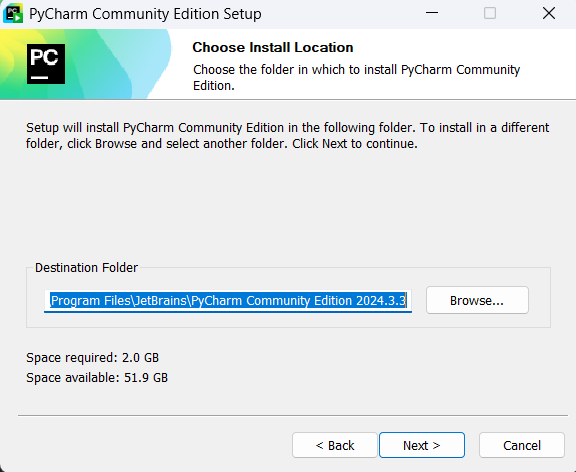 PyCharm Community Edition Setup
PC
Choose Install Location
Choose the folder in which to install PyCharm Community
Edition.
Setup will install PyCharm Community Edition in the following folder. To install in a different
folder, click Browse and select another folder. Click Next to continue.
Destination Folder
Program Files\JetBrains\PyCharm Community Edition 2024.3.3
Browse...
Space required: 2.0 GB
Space available: 51.9 GB
< Back
Next >
Cancel